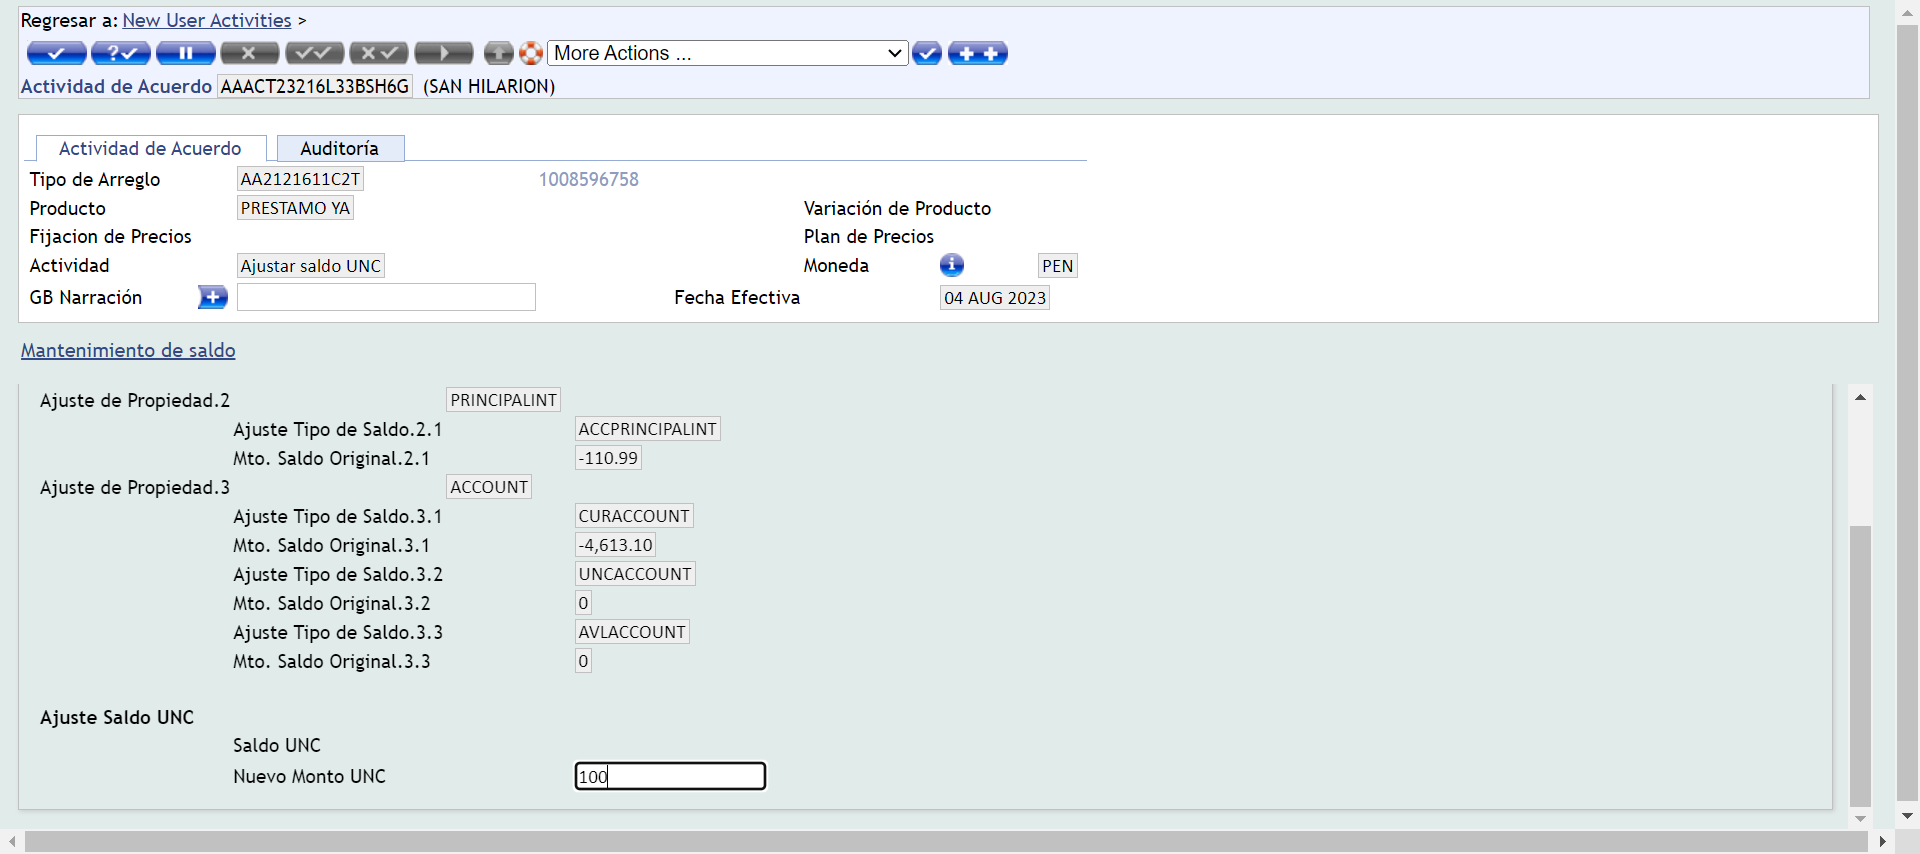 Regresar a: New User Activities >
More Actions ...
Actividad de Acuerdo AAACT23216L33BSH6G (SAN HILARION)
Actividad de Acuerdo Auditoría
Tipo de Arreglo AA2121611C2T 1008596758
Producto PRESTAMO YA Variación de Producto
Fijacion de Precios Plan de Precios
Actividad Ajustar saldo UNC Moneda PEN
GB Narración Fecha Efectiva 04 AUG 2023
Mantenimiento de saldo
Ajuste de Propiedad.2 PRINCIPALINT
Ajuste Tipo de Saldo.2.1 ACCPRINCIPALINT
Mto. Saldo Original.2.1 -110.99
Ajuste de Propiedad.3 ACCOUNT
Ajuste Tipo de Saldo.3.1 CURACCOUNT
Mto. Saldo Original.3.1 -4,613.10
Ajuste Tipo de Saldo.3.2 UNCACCOUNT
Mto. Saldo Original.3.2 0
Ajuste Tipo de Saldo.3.3 AVLACCOUNT
Mto. Saldo Original.3.3 0
Ajuste Saldo UNC
Saldo UNC
Nuevo Monto UNC 100